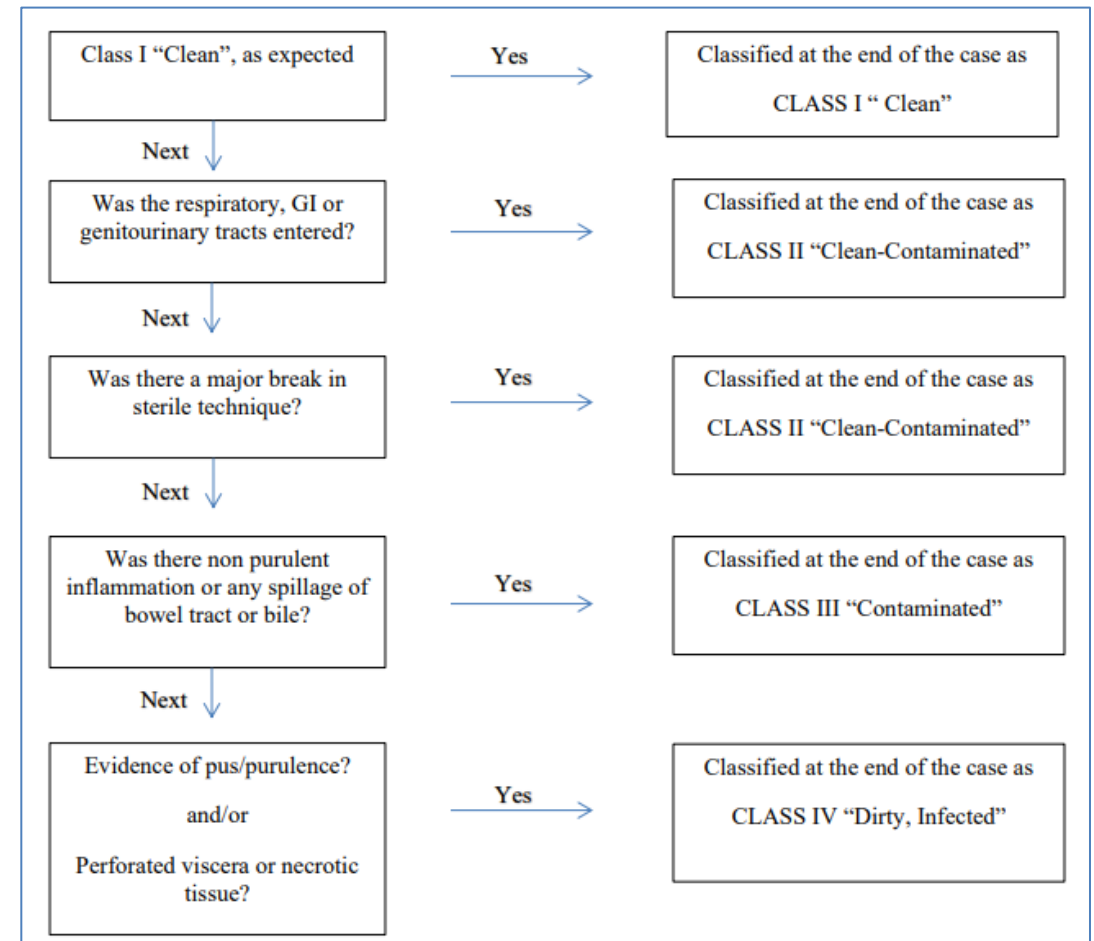 Class I “Clean”, as expected
Yes
Classified at the end of the case as
CLASS I “ Clean”
Next
Was the respiratory, GI or
genitourinary tracts entered?
Yes
Classified at the end of the case as
CLASS II “Clean-Contaminated”
Next
Was there a major break in
sterile technique?
Yes
Classified at the end of the case as
CLASS II “Clean-Contaminated”
Next
Was there non purulent
inflammation or any spillage of
bowel tract or bile?
Yes
Classified at the end of the case as
CLASS III “Contaminated”
Next
Evidence of pus/purulence?
and/or
Perforated viscera or necrotic
tissue?
Yes
Classified at the end of the case as
CLASS IV “Dirty, Infected”